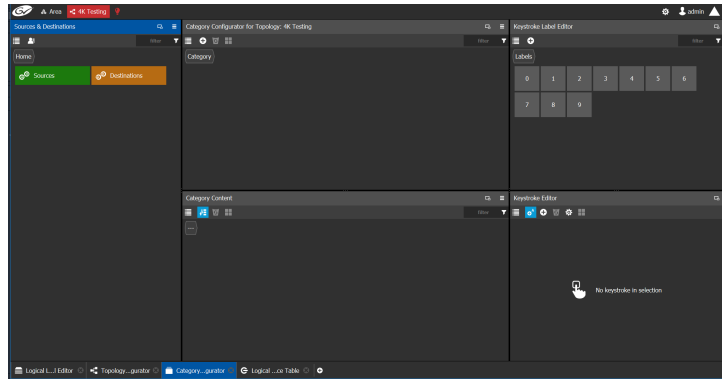 GV Area 4K Testing admin
Sources & Destinations
filter
Home
Sources Destinations
Category Configurator for Topology: 4K Testing
filter
Category
Keystroke Label Editor
filter
Labels
0 1 2 3 4 5 6
7 8 9
Category Content
filter
---
Keystroke Editor
No keystroke in selection
Logical L...l Editor Topology...gurator Category...gurator Logical ...ce Table